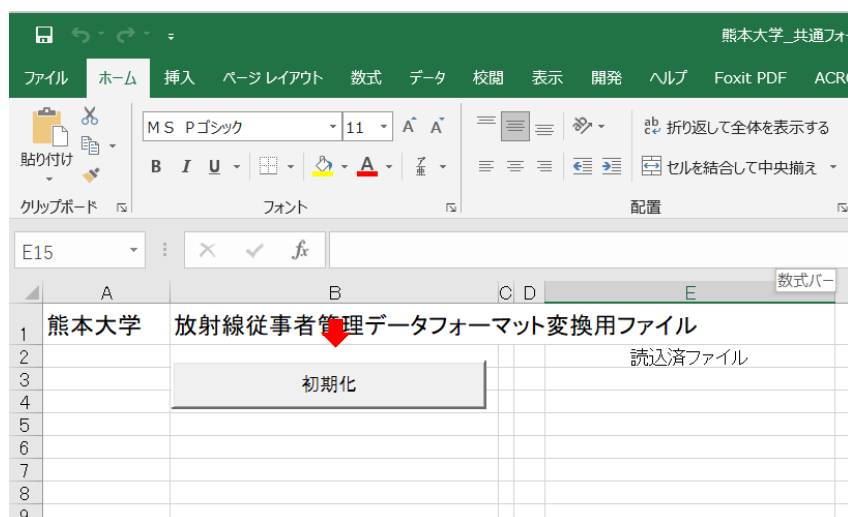 熊本大学_共通フォ
ファイル ホーム 挿入 ページ レイアウト 数式 データ 校閲 表示 開発 ヘルプ Foxit PDF ACR
貼り付け
ＭＳ Ｐゴシック 11 A A
B I U A
ab 折り返して全体を表示する
セルを結合して中央揃え
クリップボード フォント 配置
E15 fx
数式バー
A B C D E
1 熊本大学 放射線従事者管理データフォーマット変換用ファイル
2 読込済ファイル
3 初期化
4
5
6
7
8
9